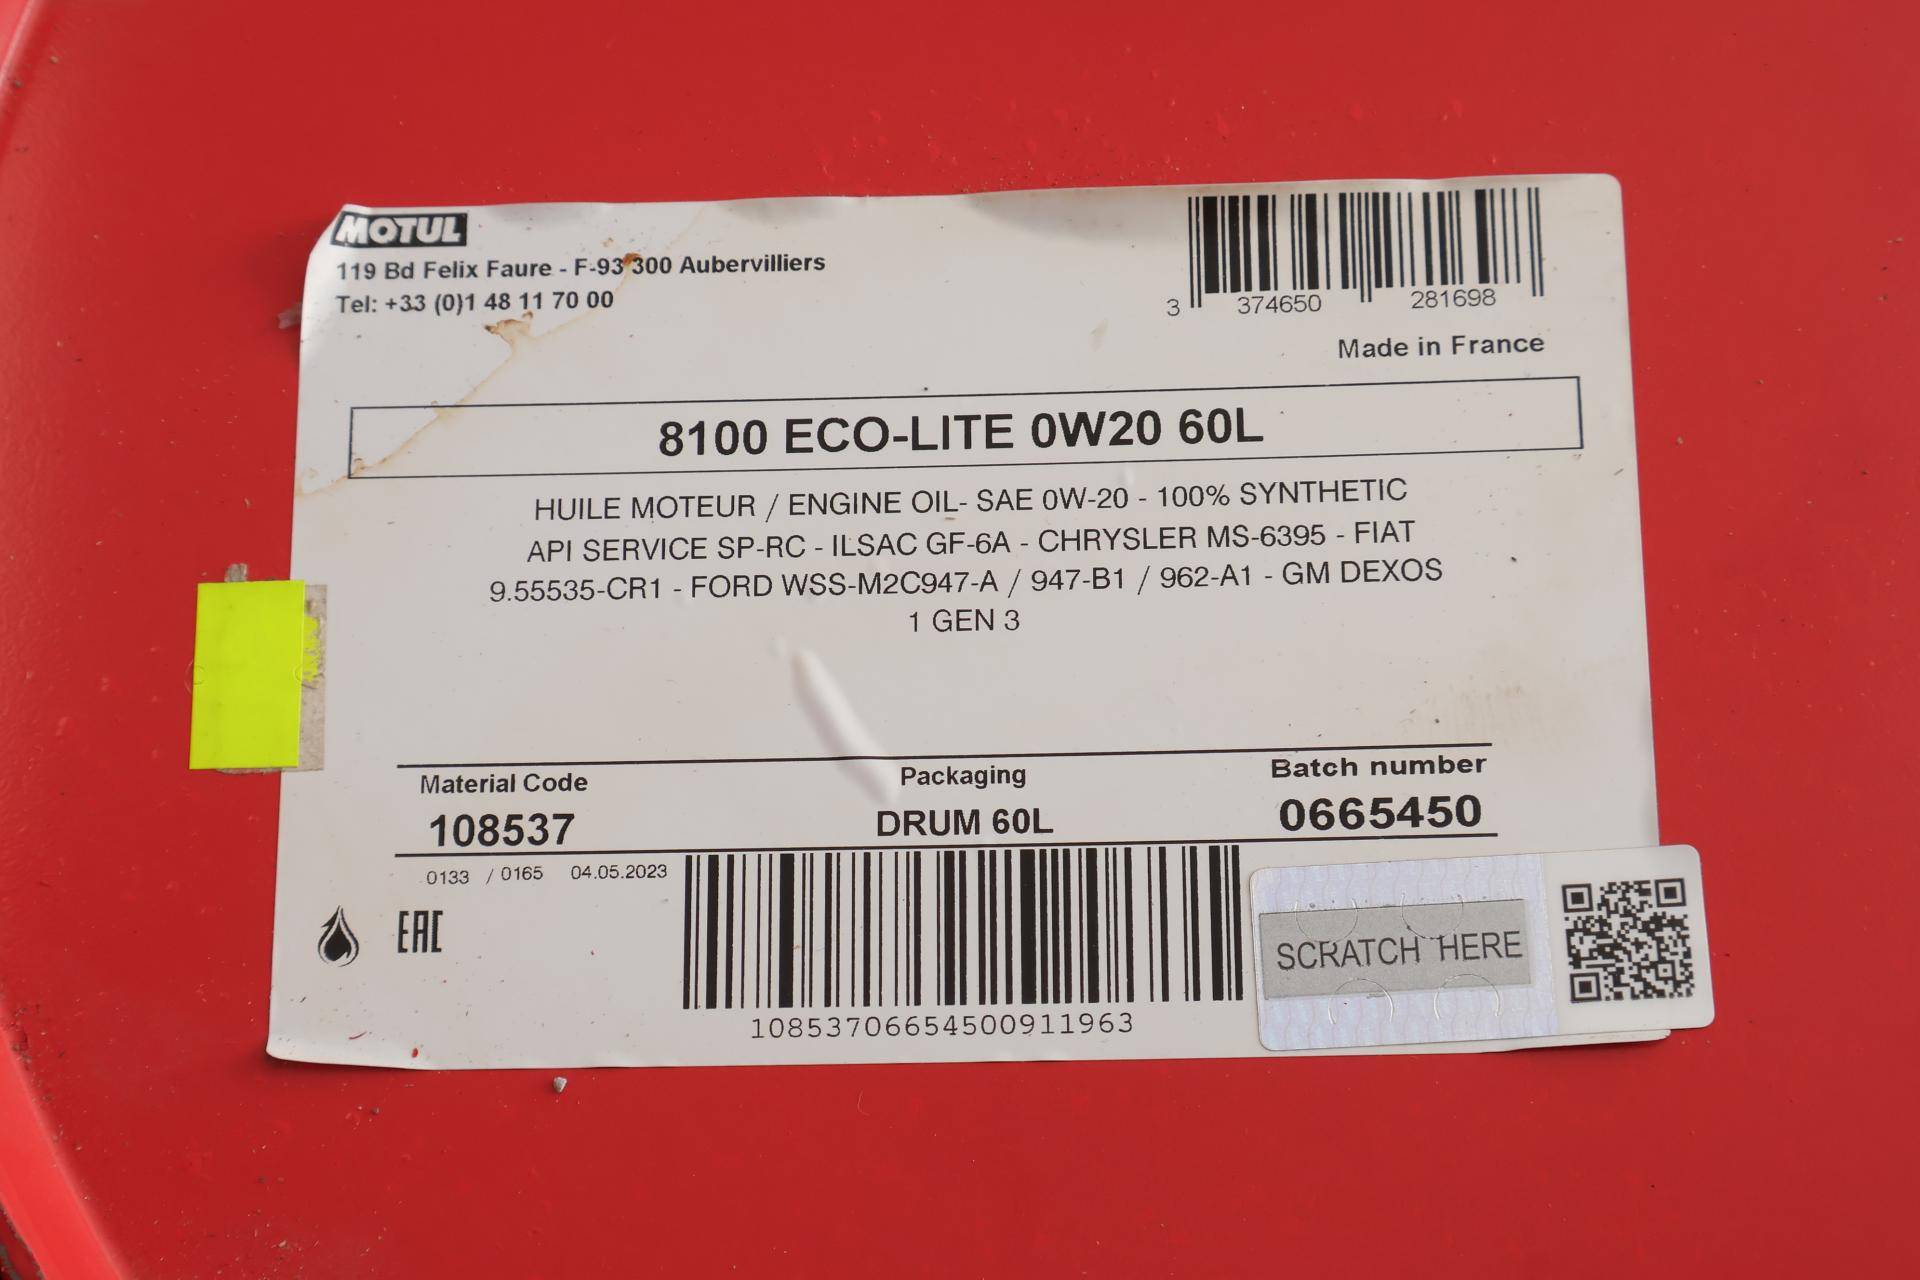 MOTUL
119 Bd Felix Faure - F-93 300 Aubervilliers
Tel: +33 (0)1 48 11 70 00
3 374650 281698
Made in France
8100 ECO-LITE 0W20 60L
HUILE MOTEUR / ENGINE OIL- SAE 0W-20 - 100% SYNTHETIC
API SERVICE SP-RC - ILSAC GF-6A - CHRYSLER MS-6395 - FIAT
9.55535-CR1 - FORD WSS-M2C947-A / 947-B1 / 962-A1 - GM DEXOS
1 GEN 3
Material Code Packaging Batch number
108537 DRUM 60L 0665450
0133 / 0165 04.05.2023
EAC
SCRATCH HERE
10853706654500911963